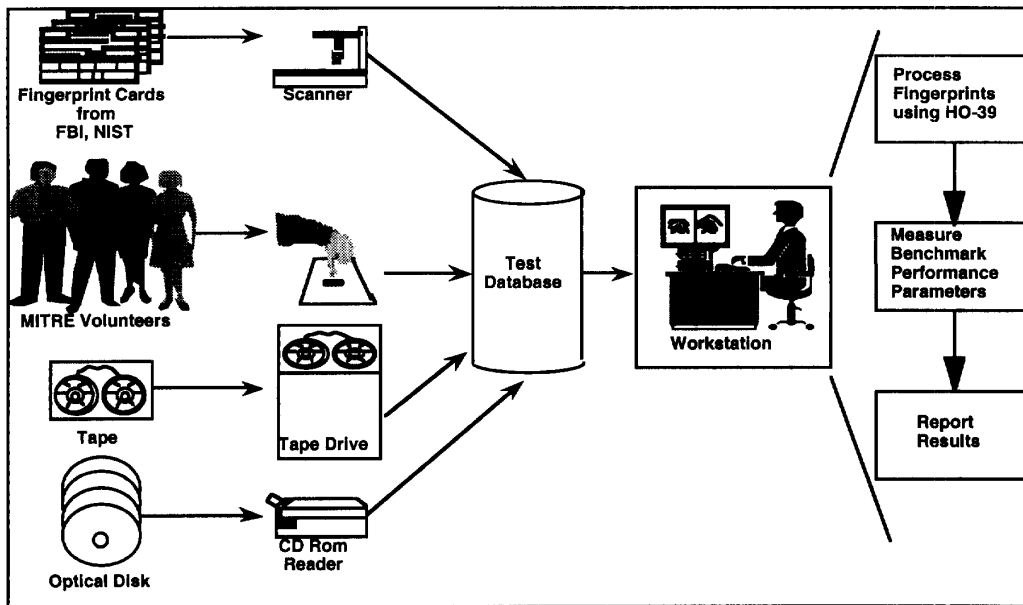 Fingerprint Cards
from
FBI, NIST
Scanner
MITRE Volunteers
Tape
Tape Drive
Optical Disk
CD Rom
Reader
Test
Database
Workstation
Process
Fingerprints
using HO-39
Measure
Benchmark
Performance
Parameters
Report
Results